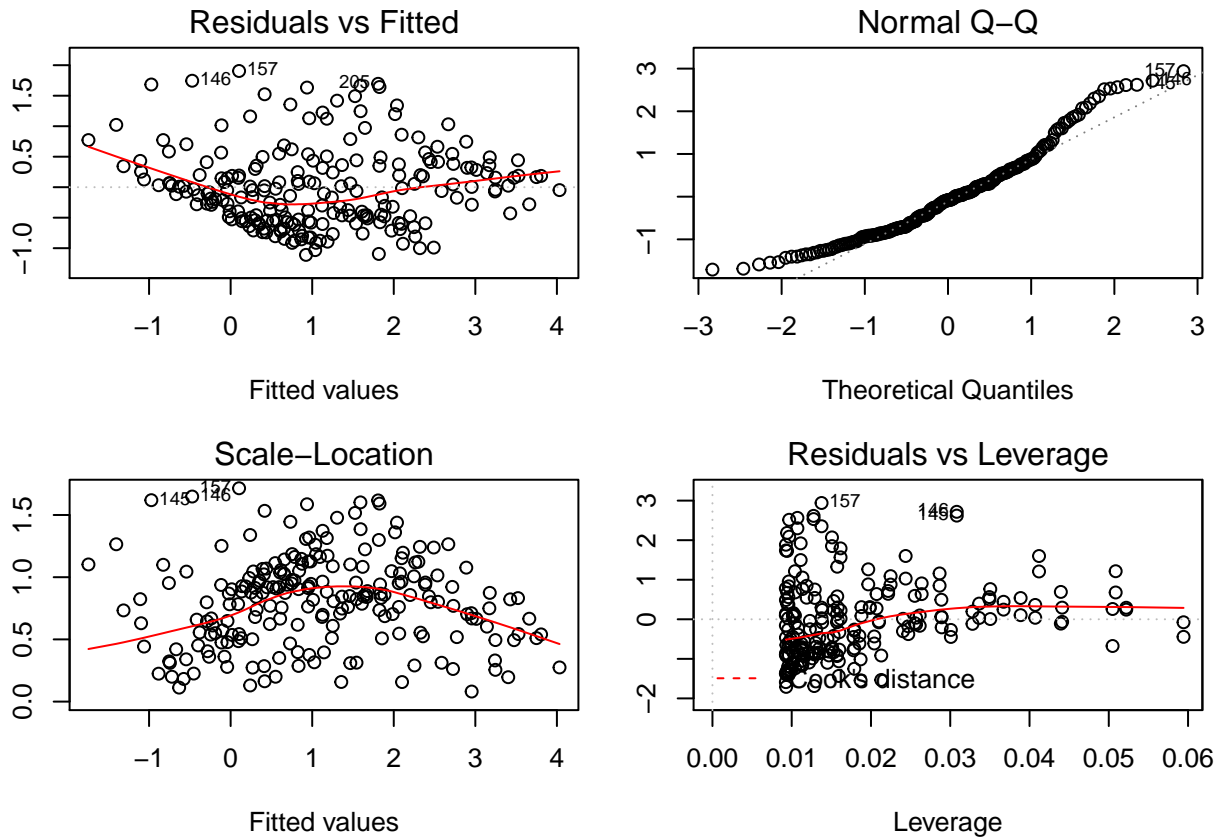 Residuals vs Fitted
1.5
0.5
-1.0
146
157
205
−1 0 1 2 3 4
Fitted values
Normal Q−Q
3
1
−1
157
146
145
−3 −2 −1 0 1 2 3
Theoretical Quantiles
Scale−Location
1.5
1.0
0.5
0.0
145
157
146
−1 0 1 2 3 4
Fitted values
Residuals vs Leverage
3
2
1
0
−2
157
146
145
Cook's distance
0.00 0.01 0.02 0.03 0.04 0.05 0.06
Leverage